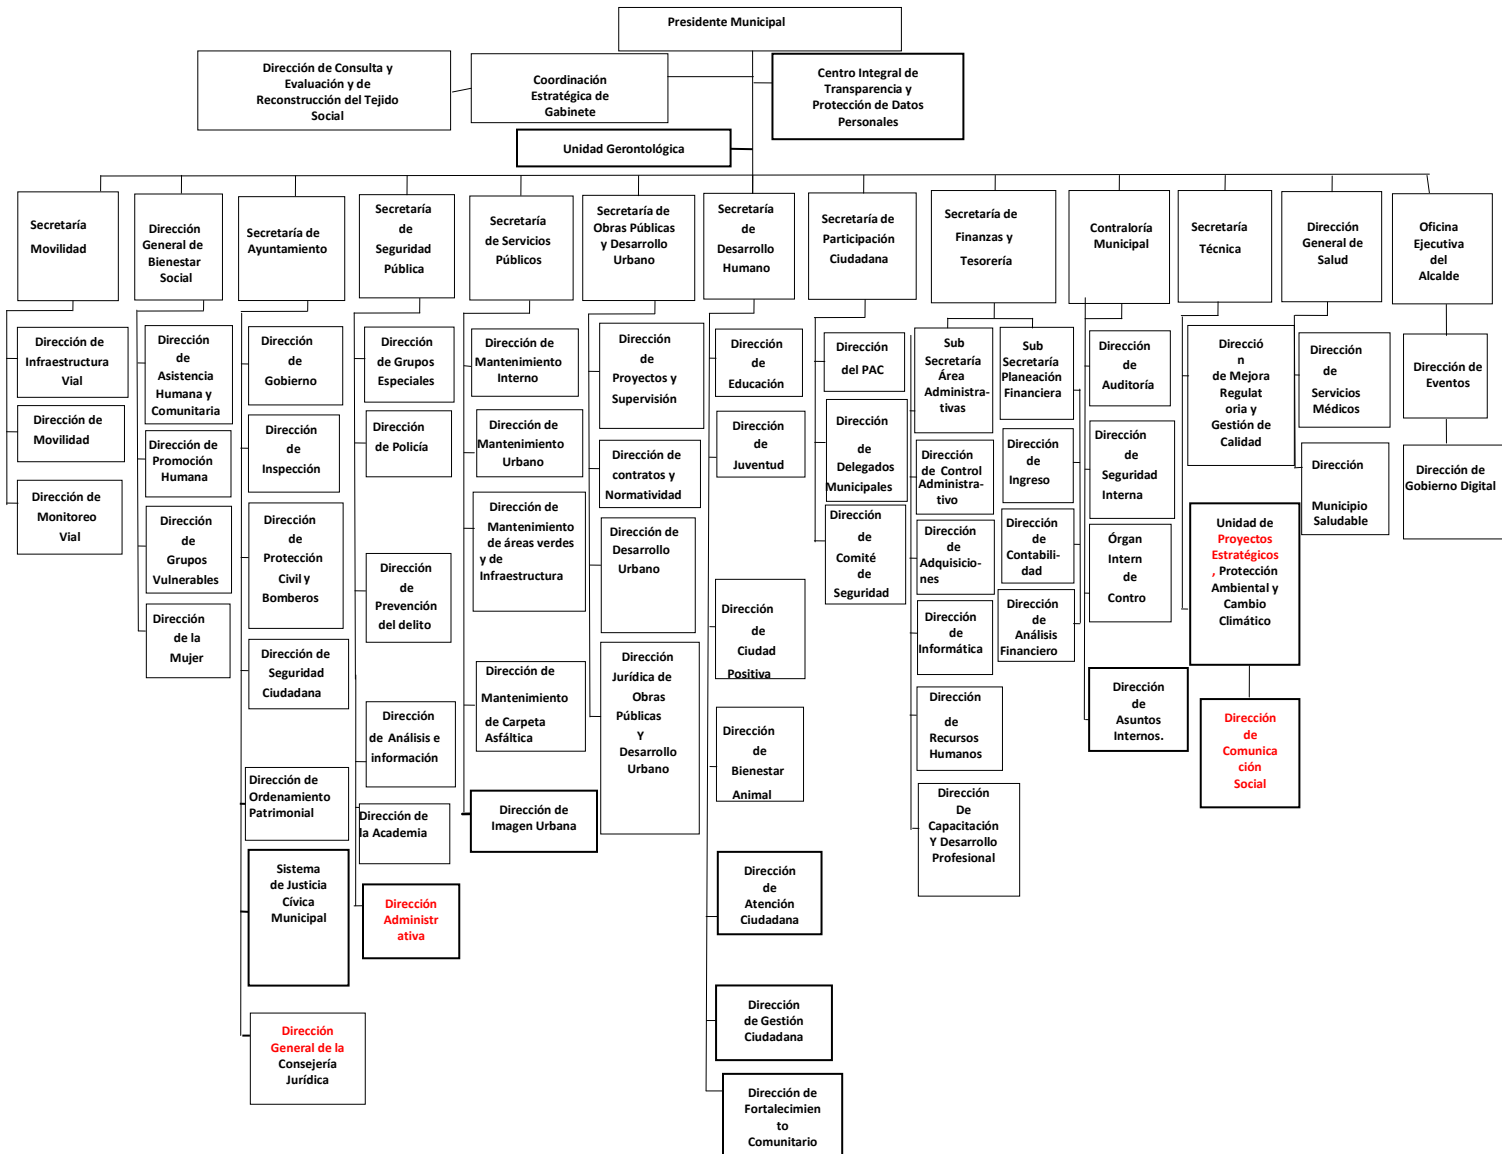 Presidente Municipal
Dirección de Consulta y
Evaluación y de
Reconstrucción del Tejido
Social
Coordinación
Estratégica de
Gabinete
Centro Integral de
Transparencia y
Protección de Datos
Personales
Unidad Gerontológica
Secretaría
Movilidad
Dirección
General de
Bienestar
Social
Secretaría de
Ayuntamiento
Secretaría
de
Seguridad
Pública
Secretaría
de Servicios
Públicos
Secretaría de
Obras Públicas
y Desarrollo
Urbano
Secretaría
de
Desarrollo
Humano
Secretaría de
Participación
Ciudadana
Secretaría de
Finanzas y
Tesorería
Contraloría
Municipal
Secretaría
Técnica
Dirección
General de
Salud
Oficina
Ejecutiva
del
Alcalde
Dirección de
Infraestructura
Vial
Dirección de
Movilidad
Dirección de
Monitoreo
Vial
Dirección
de
Asistencia
Humana y
Comunitaria
Dirección de
Promoción
Humana
Dirección
de
Grupos
Vulnerables
Dirección
de la
Mujer
Dirección
de
Gobierno
Dirección
de
Inspección
Dirección
de
Protección
Civil y
Bomberos
Dirección de
Seguridad
Ciudadana
Dirección de
Ordenamiento
Patrimonial
Sistema
de Justicia
Cívica
Municipal
Dirección
General de la
Consejería
Jurídica
Dirección
de Grupos
Especiales
Dirección
de Policía
Dirección
de
Prevención
del delito
Dirección
de Análisis e
información
Dirección de
la Academia
Dirección
Administr
ativa
Dirección de
Mantenimiento
Interno
Dirección de
Mantenimiento
Urbano
Dirección de
Mantenimiento
de áreas verdes
y de
Infraestructura
Dirección de
Mantenimiento
de Carpeta
Asfáltica
Dirección de
Imagen Urbana
Dirección
de
Proyectos y
Supervisión
Dirección de
contratos y
Normatividad
Dirección de
Desarrollo
Urbano
Dirección
Jurídica de
Obras
Públicas
Y
Desarrollo
Urbano
Dirección
de
Educación
Dirección
de
Juventud
Dirección
de
Ciudad
Positiva
Dirección
de
Bienestar
Animal
Dirección
de
Atención
Ciudadana
Dirección
de Gestión
Ciudadana
Dirección de
Fortalecimien
to
Comunitario
Dirección
del PAC
Dirección
de
Delegados
Municipales
Dirección
de
Comité
de
Seguridad
Sub
Secretaría
Área
Administra-
tivas
Dirección
de Control
Administra-
tivo
Dirección
de
Adquisicio-
nes
Dirección
de
Informática
Dirección
de
Recursos
Humanos
Dirección
De
Capacitación
Y Desarrollo
Profesional
Sub
Secretaría
Planeación
Financiera
Dirección
de
Ingreso
Dirección
de
Contabili-
dad
Dirección
de
Análisis
Financiero
Dirección
de
Auditoría
Dirección
de
Seguridad
Interna
Órgan
Intern
de
Contro
Dirección
de
Asuntos
Internos.
Direcció
n
de Mejora
Regulat
oria y
Gestión de
Calidad
Unidad de
Proyectos
Estratégicos
, Protección
Ambiental y
Cambio
Climático
Dirección
de
Comunica
ción
Social
Dirección
de
Servicios
Médicos
Dirección
Municipio
Saludable
Dirección de
Eventos
Dirección de
Gobierno Digital